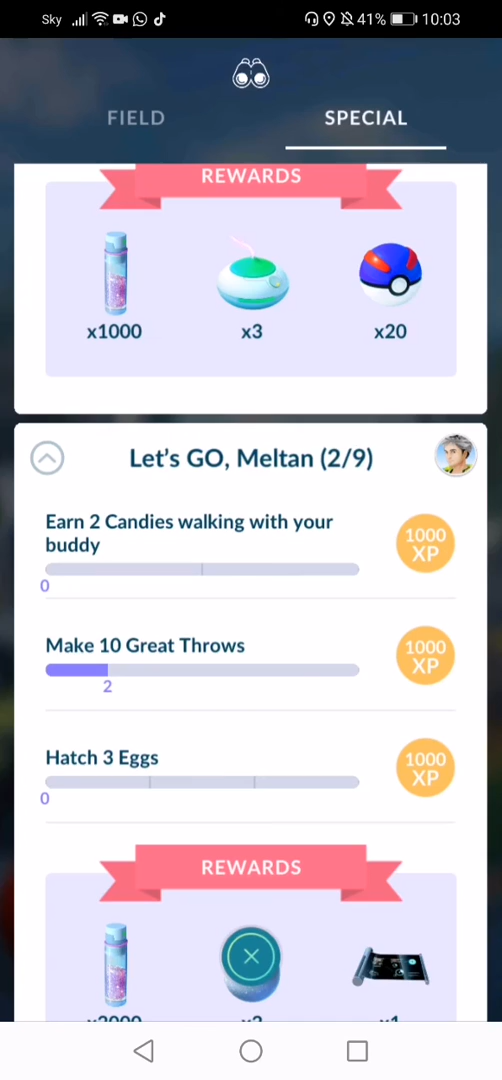 Sky 41% 10:03
FIELD SPECIAL
REWARDS
x1000 x3 x20
Let's GO, Meltan (2/9)
Earn 2 Candies walking with your
buddy
1000
XP
0
Make 10 Great Throws
1000
XP
2
Hatch 3 Eggs
1000
XP
0
REWARDS